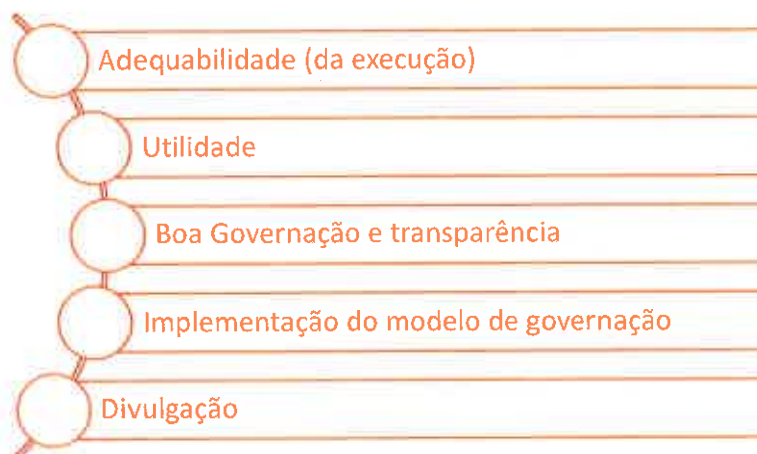 Adequabilidade (da execução)
Utilidade
Boa Governação e transparência
Implementação do modelo de governação
Divulgação